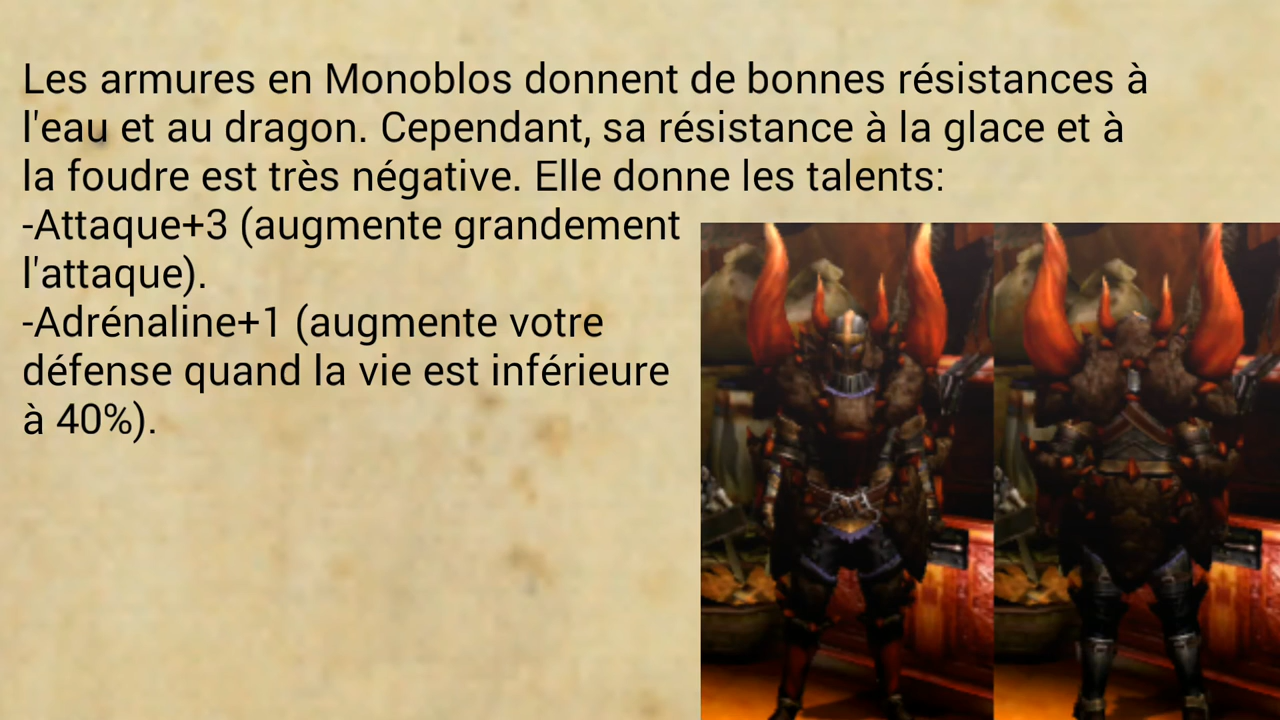 Les armures en Monoblos donnent de bonnes résistances à
l'eau et au dragon. Cependant, sa résistance à la glace et à
la foudre est très négative. Elle donne les talents:
-Attaque+3 (augmente grandement
l'attaque).
-Adrénaline+1 (augmente votre
défense quand la vie est inférieure
à 40%).